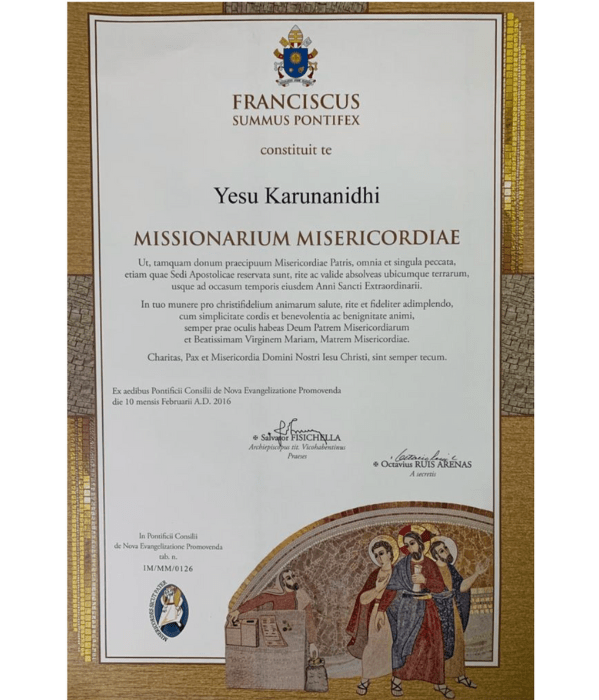 FRANCISCUS
SUMMUS PONTIFEX
constituit te
Yesu Karunanidhi
MISSIONARIUM MISERICORDIAE
Ut, tamquam donum praecipuum Misericordiae Patris, omnia et singula peccata,
etiam quae Sedi Apostolicae reservata sunt, rite ac valide absolveas ubicumque terrarum,
usque ad occasum temporis eiusdem Anni Sancti Extraordinarii.
In tuo munere pro christifidelium animarum salute, rite et fideliter adimplendo,
cum simplicitate cordis et benevolentia ac benignitate animi,
semper prae oculis habeas Deum Patrem Misericordiarum
et Beatissimam Virginem Mariam, Matrem Misericordiae.
Charitas, Pax et Misericordia Domini Nostri Iesu Christi, sint semper tecum.
Ex aedibus Pontificii Consilii de Nova Evangelizatione Promovenda
die 10 mensis Februarii A.D. 2016
✠ Salvator FISICHELLA
Archiepiscopus tit. Vicohabentinus
Praeses
✠ Octavius RUIS ARENAS
A secretis
In Pontificii Consilii
de Nova Evangelizatione Promovenda
tab. n.
IM/MM/0126
MISERICORDES SICUT PATER